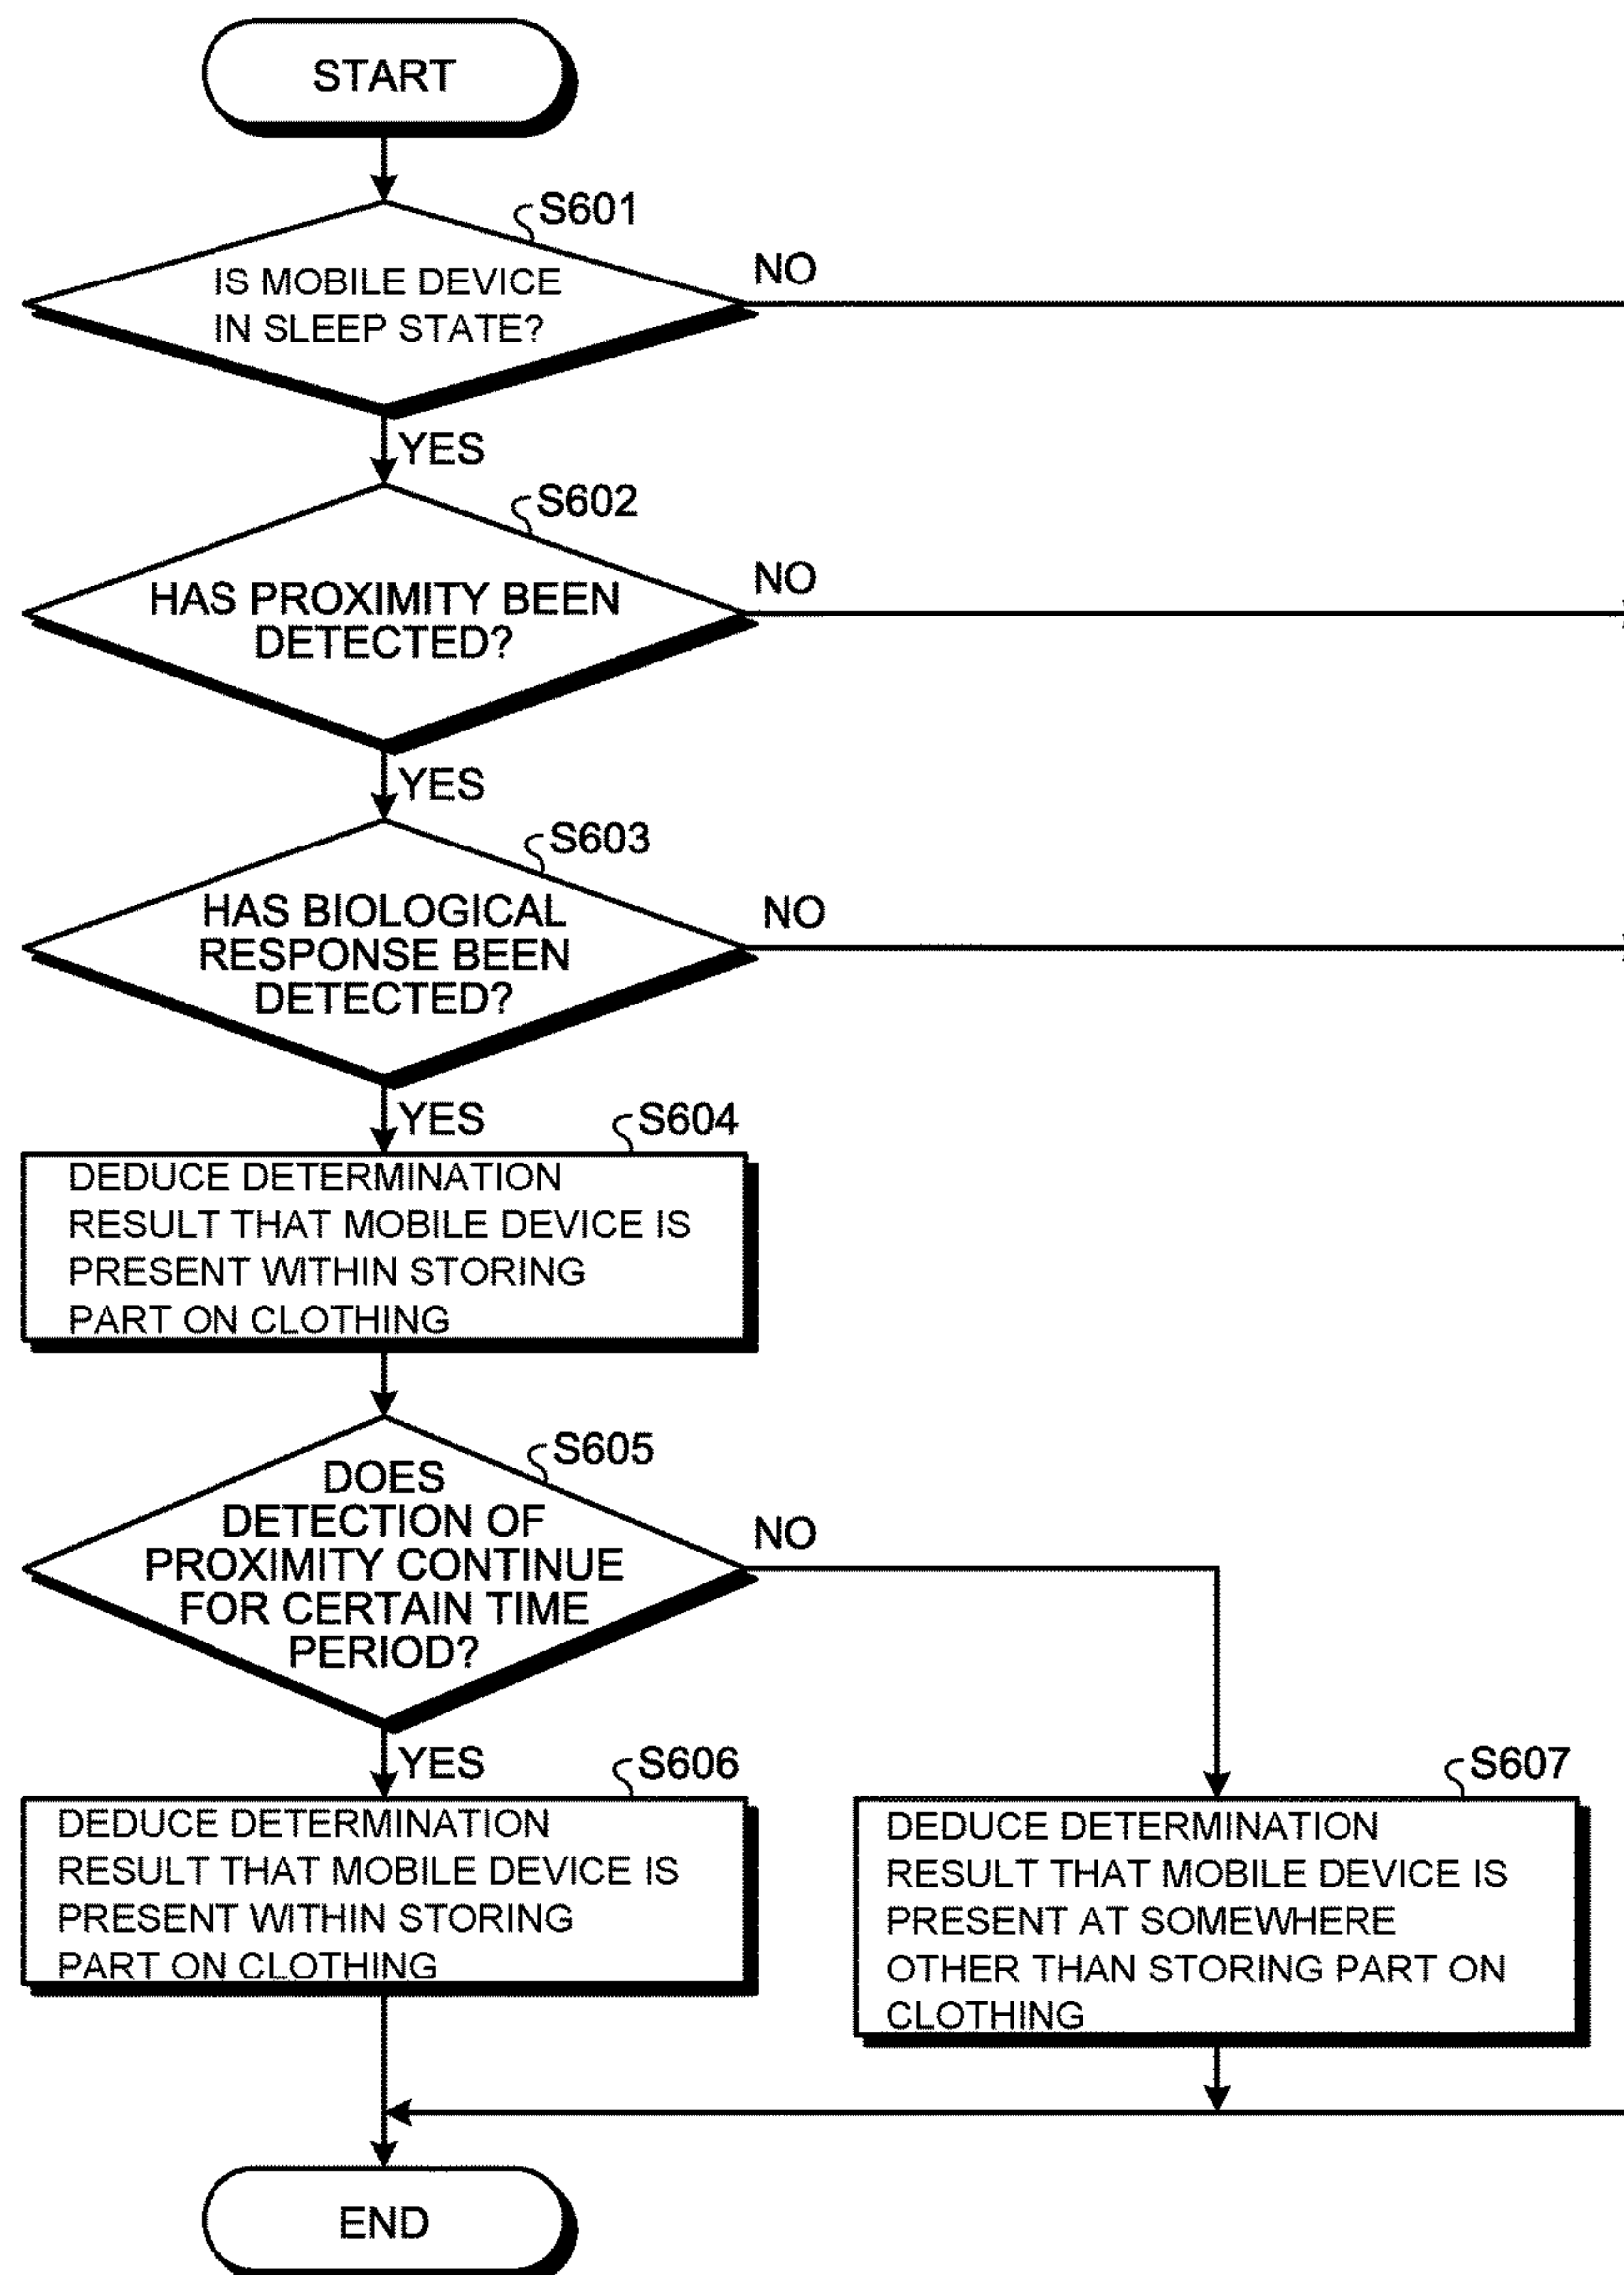 START
S601
IS MOBILE DEVICE
IN SLEEP STATE?
NO
YES
S602
HAS PROXIMITY BEEN
DETECTED?
NO
YES
S603
HAS BIOLOGICAL
RESPONSE BEEN
DETECTED?
NO
YES
S604
DEDUCE DETERMINATION
RESULT THAT MOBILE DEVICE IS
PRESENT WITHIN STORING
PART ON CLOTHING
S605
DOES
DETECTION OF
PROXIMITY CONTINUE
FOR CERTAIN TIME
PERIOD?
NO
YES
S606
DEDUCE DETERMINATION
RESULT THAT MOBILE DEVICE IS
PRESENT WITHIN STORING
PART ON CLOTHING
S607
DEDUCE DETERMINATION
RESULT THAT MOBILE DEVICE IS
PRESENT AT SOMEWHERE
OTHER THAN STORING PART ON
CLOTHING
END